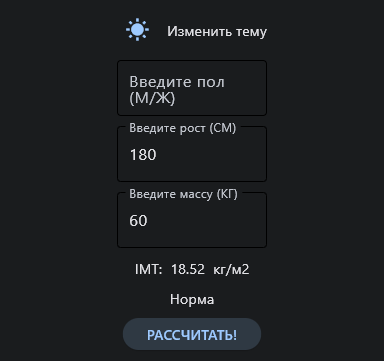 Изменить тему
Введите пол
(М/Ж)
Введите рост (СМ)
180
Введите массу (КГ)
60
IMT: 18.52 кг/м2
Норма
РАССЧИТАТЬ!